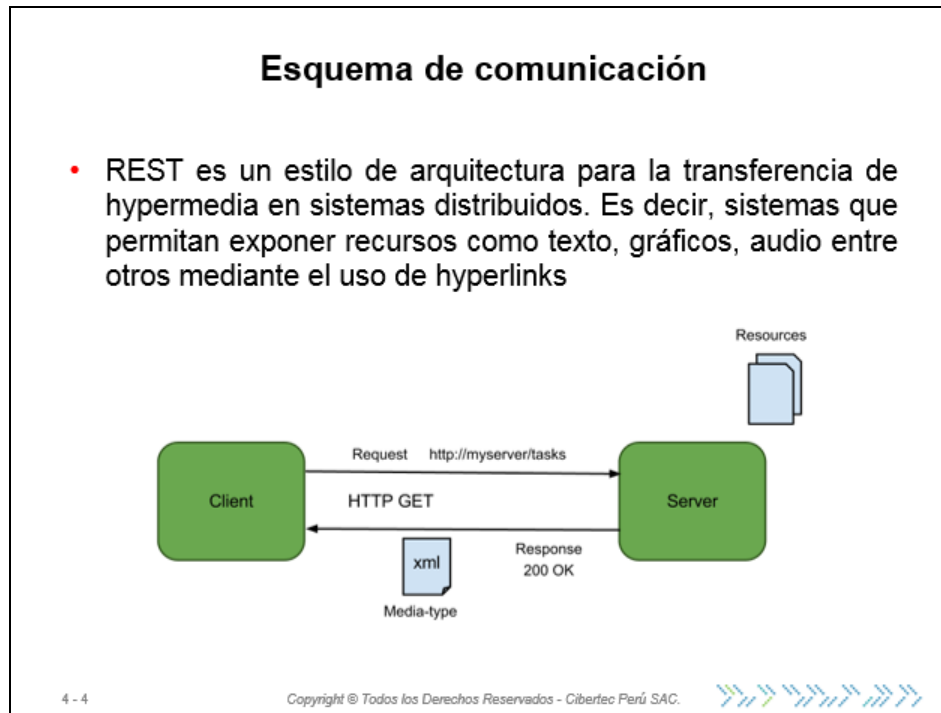 Esquema de comunicación
• REST es un estilo de arquitectura para la transferencia de
hypermedia en sistemas distribuidos. Es decir, sistemas que
permitan exponer recursos como texto, gráficos, audio entre
otros mediante el uso de hyperlinks
Resources
Request http://myserver/tasks
Client
HTTP GET
Server
xml
Response
200 OK
Media-type
4 - 4
Copyright © Todos los Derechos Reservados - Cibertec Perú SAC.